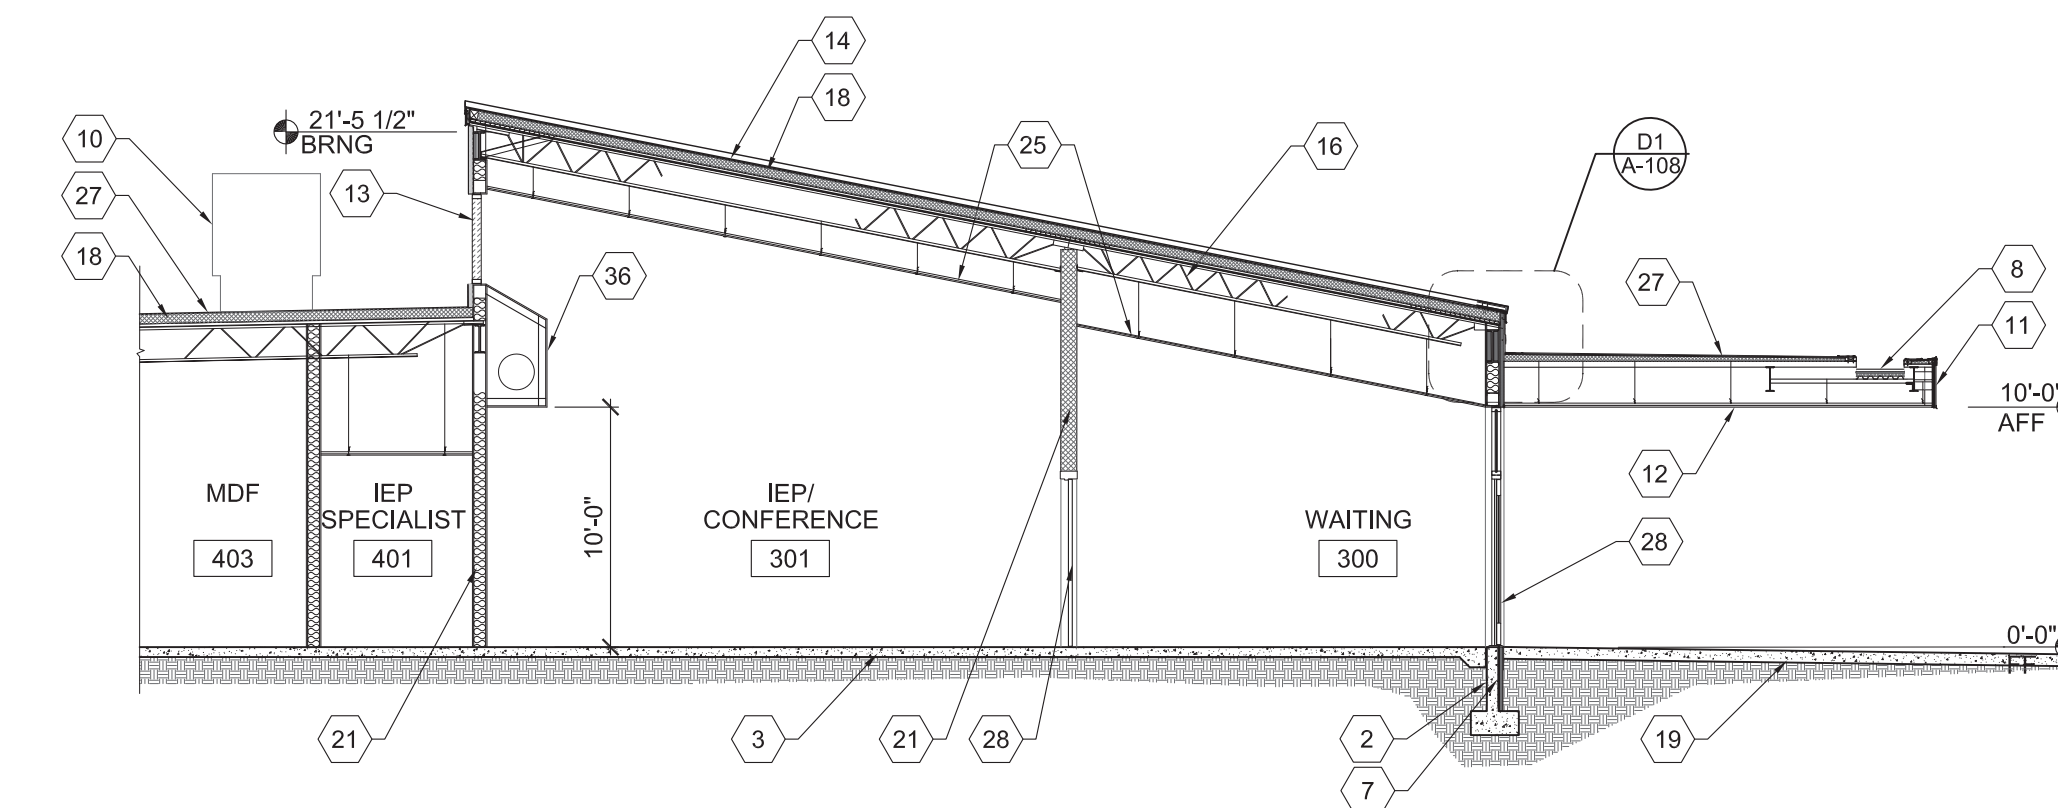 14
21'-5 1/2"
BRNG
18
10
25
16
D1
A-108
27
13
18
36
27
8
11
10'-0"
AFF
12
MDF
403
IEP
SPECIALIST
401
10'-0"
IEP/
CONFERENCE
301
WAITING
300
28
0'-0"
21
3
21
28
2
19
7